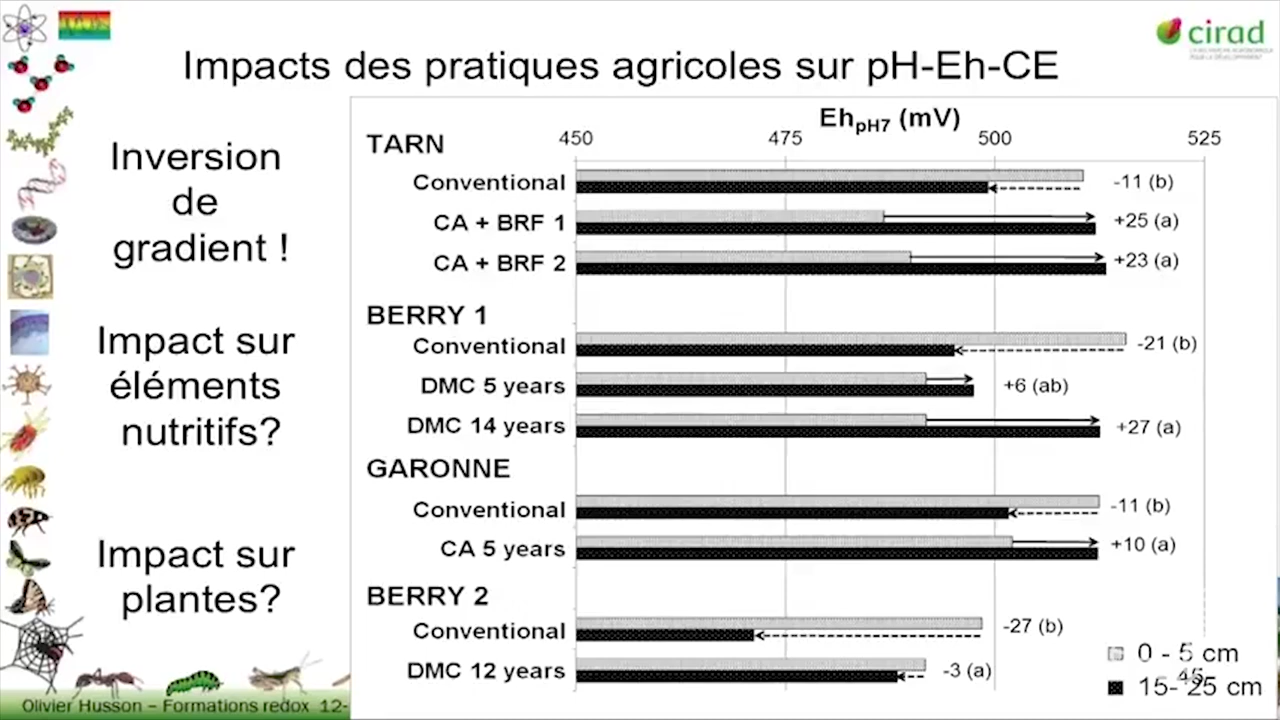 cirad
Impacts des pratiques agricoles sur pH-Eh-CE
Inversion
de
gradient !
Impact sur
éléments
nutritifs?
Impact sur
plantes?
EhpH7 (mV)
450 475 500 525
TARN
Conventional -11 (b)
CA + BRF 1 +25 (a)
CA + BRF 2 +23 (a)
BERRY 1
Conventional -21 (b)
DMC 5 years +6 (ab)
DMC 14 years +27 (a)
GARONNE
Conventional -11 (b)
CA 5 years +10 (a)
BERRY 2
Conventional -27 (b)
DMC 12 years -3 (a)
0 - 5 cm
45
15- 25 cm
Olivier Husson – Formations redox 12-